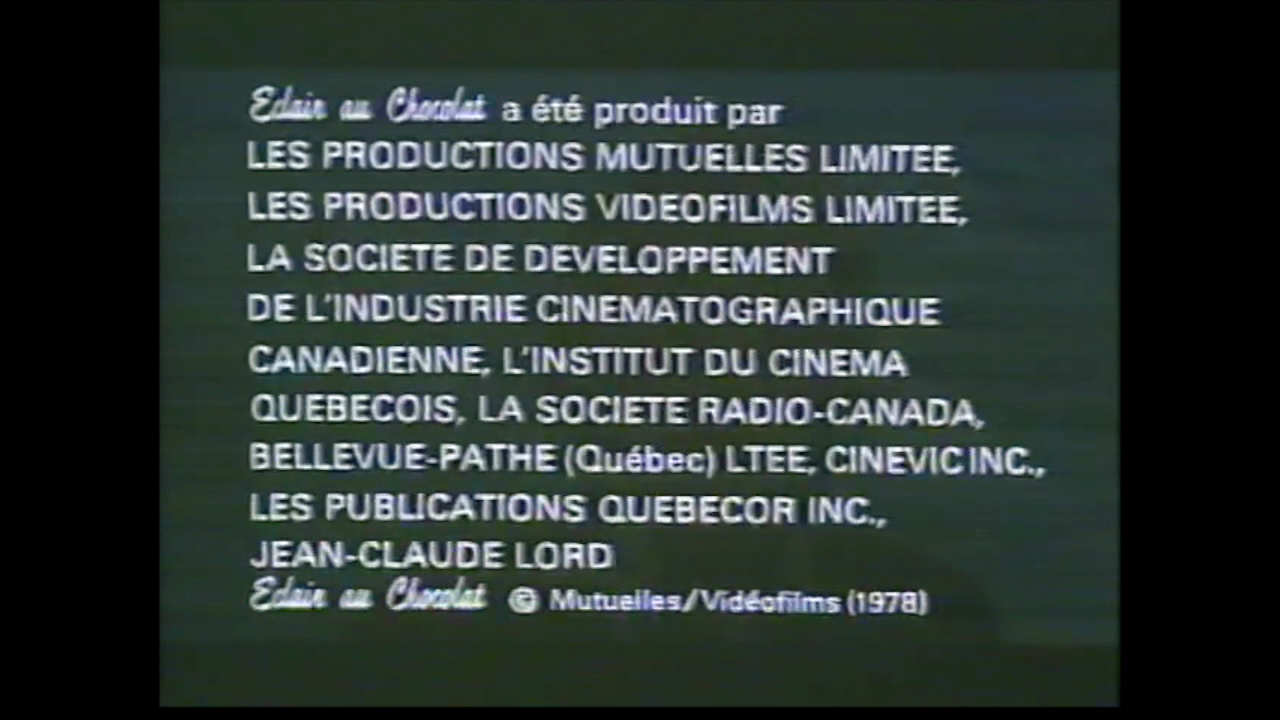 Eclair au Chocolat a été produit par
LES PRODUCTIONS MUTUELLES LIMITEE,
LES PRODUCTIONS VIDEOFILMS LIMITEE,
LA SOCIETE DE DEVELOPPEMENT
DE L'INDUSTRIE CINEMATOGRAPHIQUE
CANADIENNE, L'INSTITUT DU CINEMA
QUEBECOIS, LA SOCIETE RADIO-CANADA,
BELLEVUE-PATHE (Québec) LTEE, CINEVIC INC.,
LES PUBLICATIONS QUEBECOR INC.,
JEAN-CLAUDE LORD
Eclair au Chocolat © Mutuelles/Vidéofilms (1978)